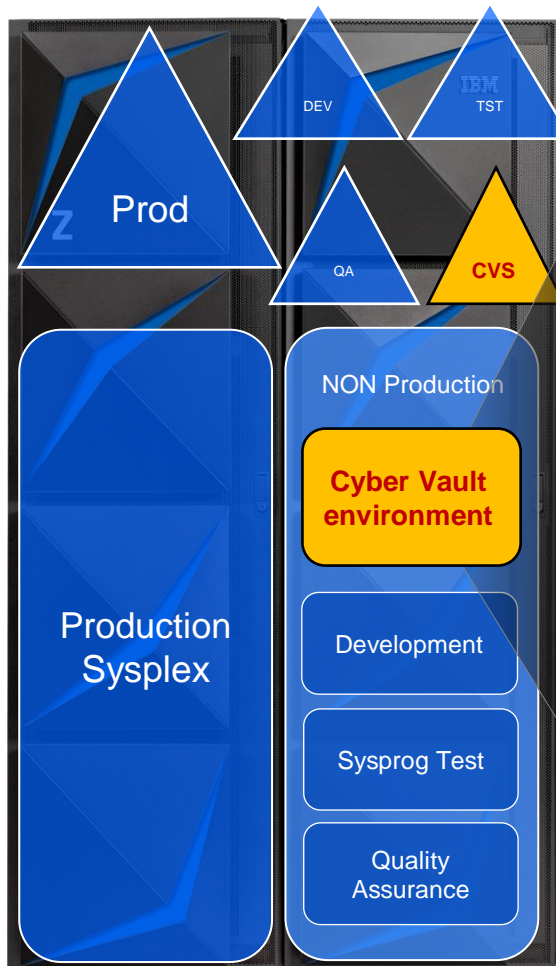 DEV
IBM
TST
Prod
Z
QA
CVS
NON Production
Cyber Vault
environment
Production
Sysplex
Development
Sysprog Test
Quality
Assurance